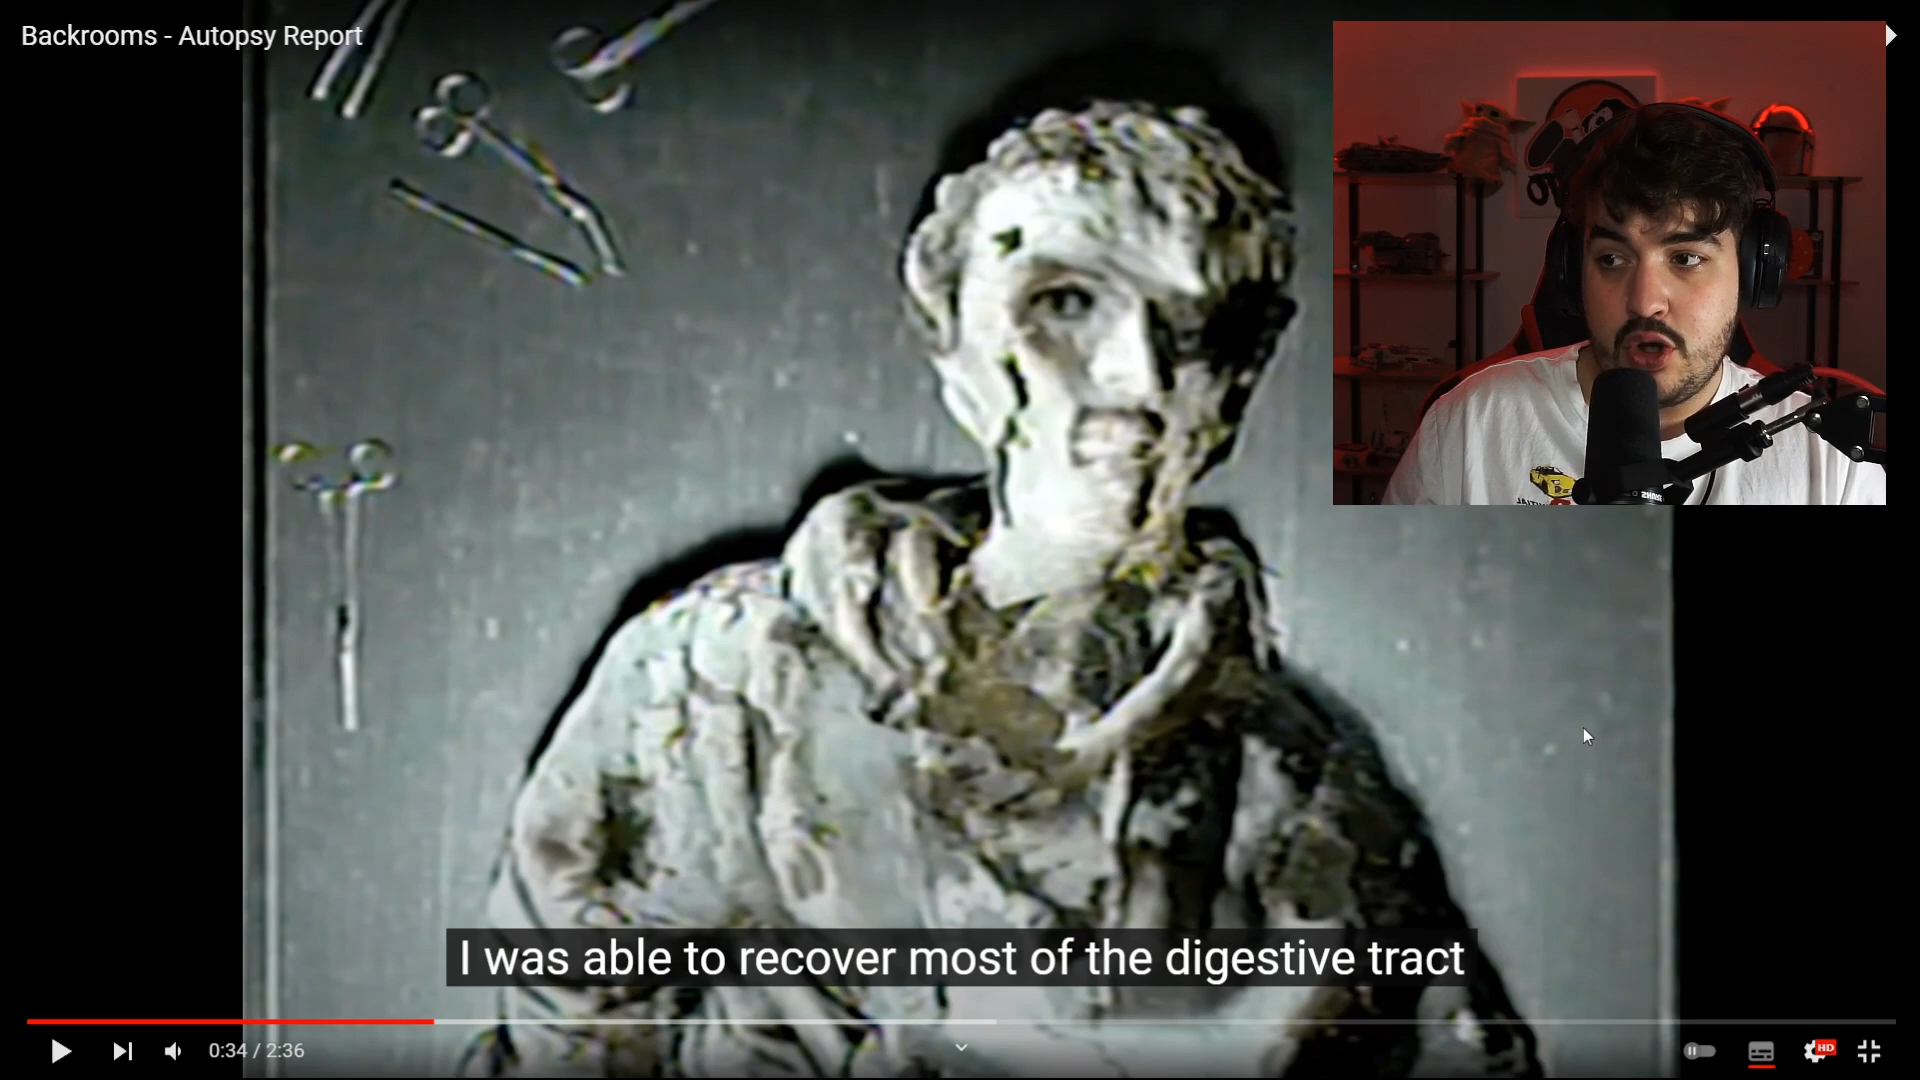 Backrooms - Autopsy Report
I was able to recover most of the digestive tract
0:34 / 2:36
HD